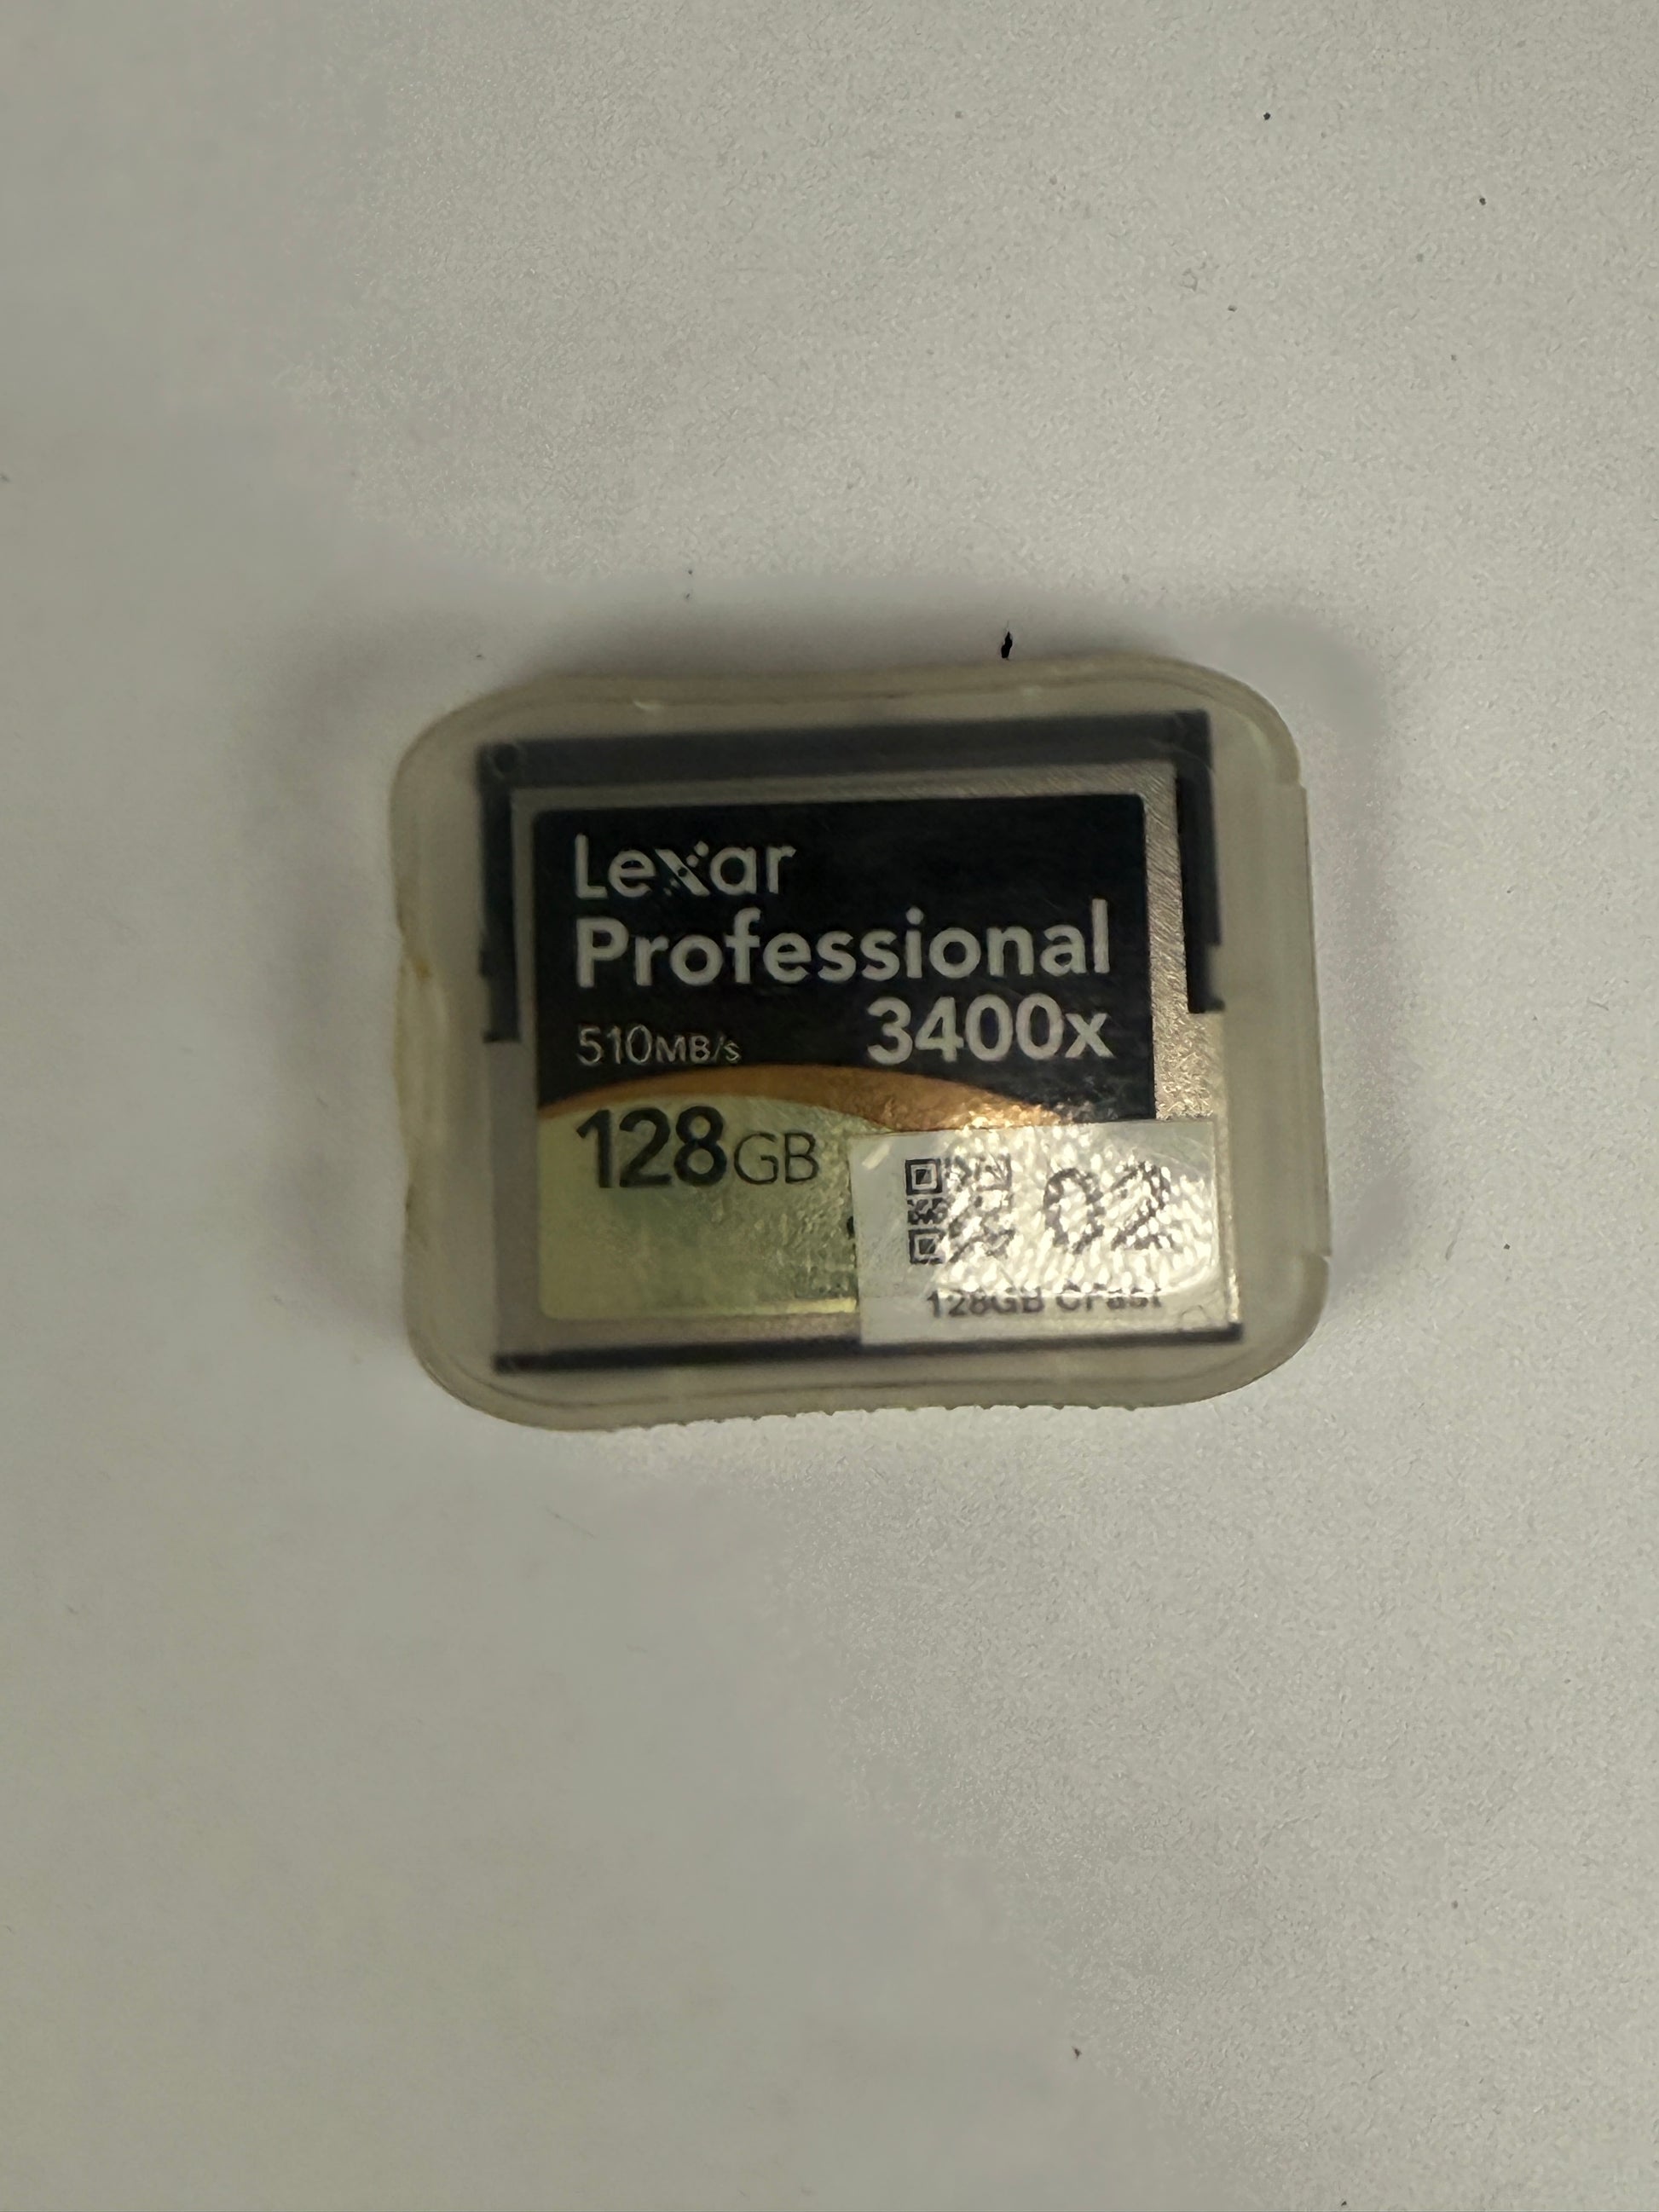 Lexar
Professional
510MB/s 3400x
128GB
02
128GB CFast